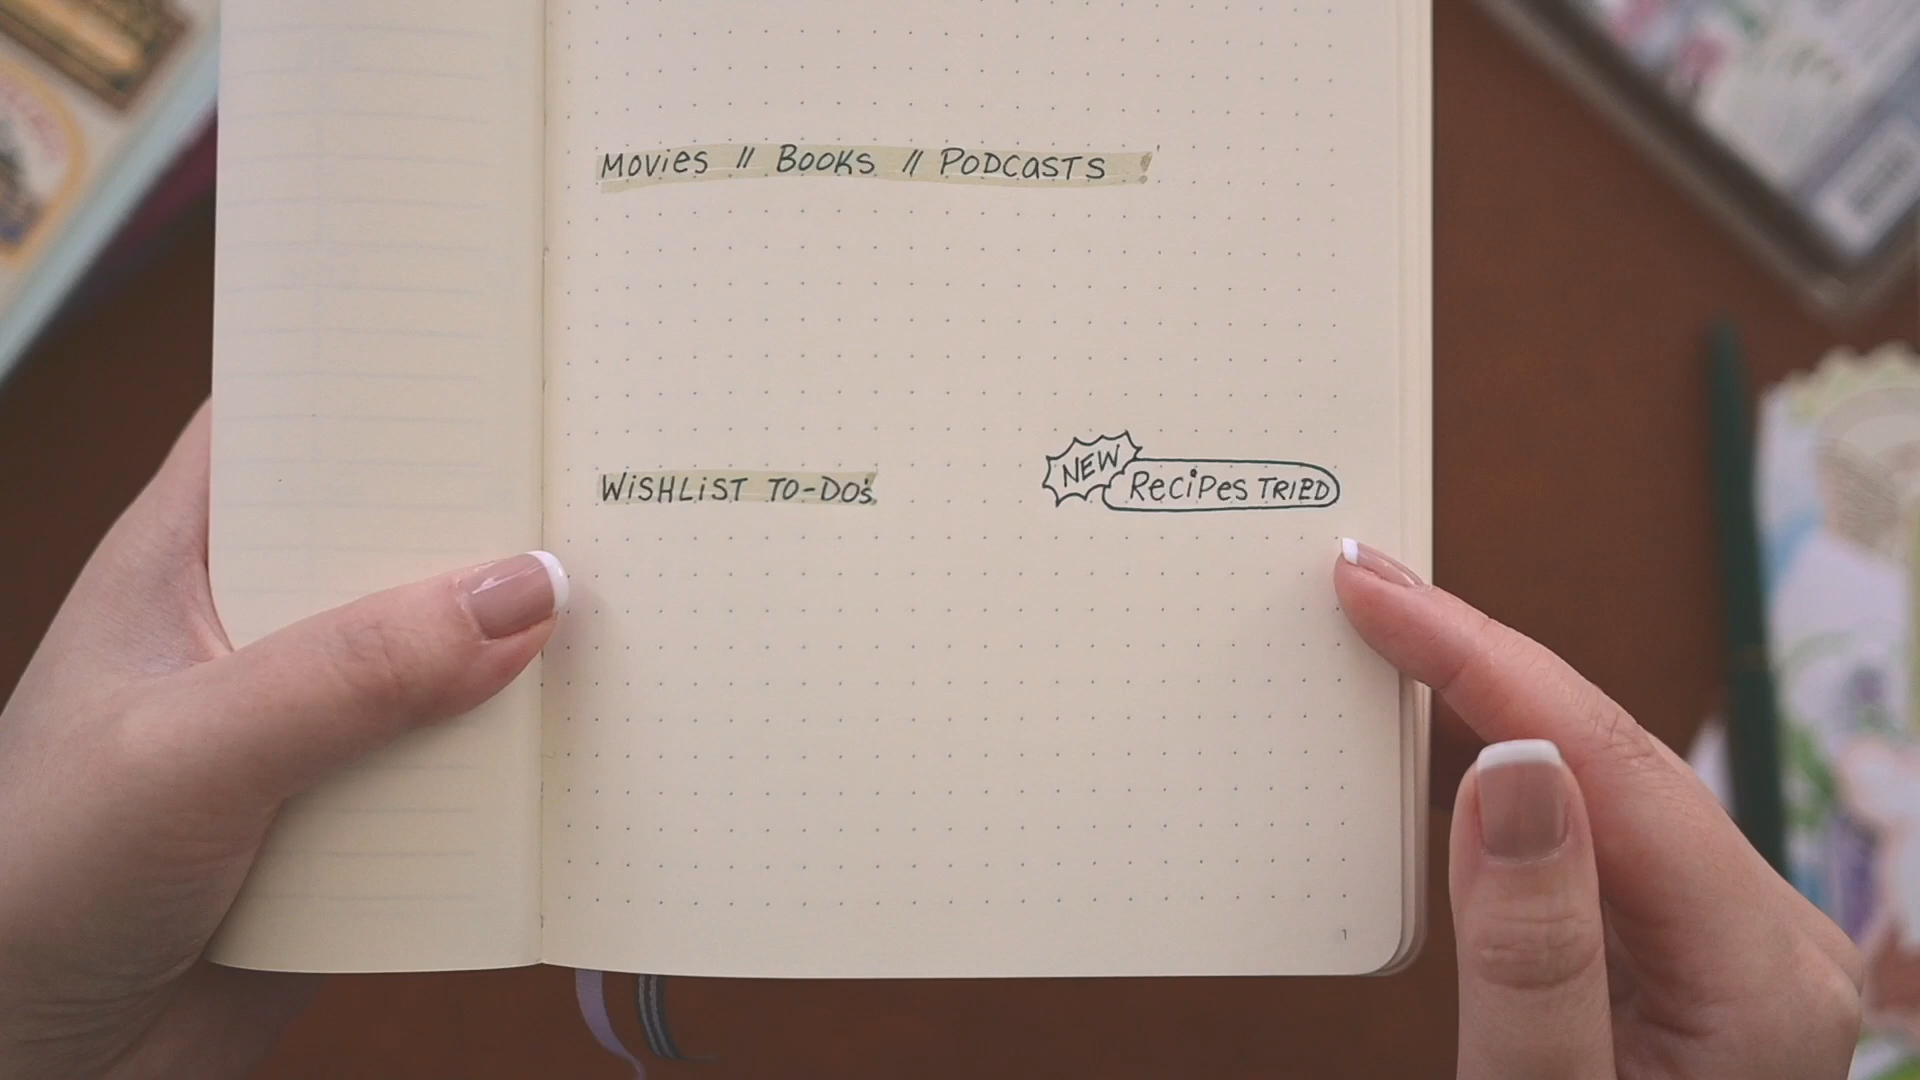 Movies // Books // Podcasts !
WiSHLiST TO-DO's
NEW
Recipes TRIED
1